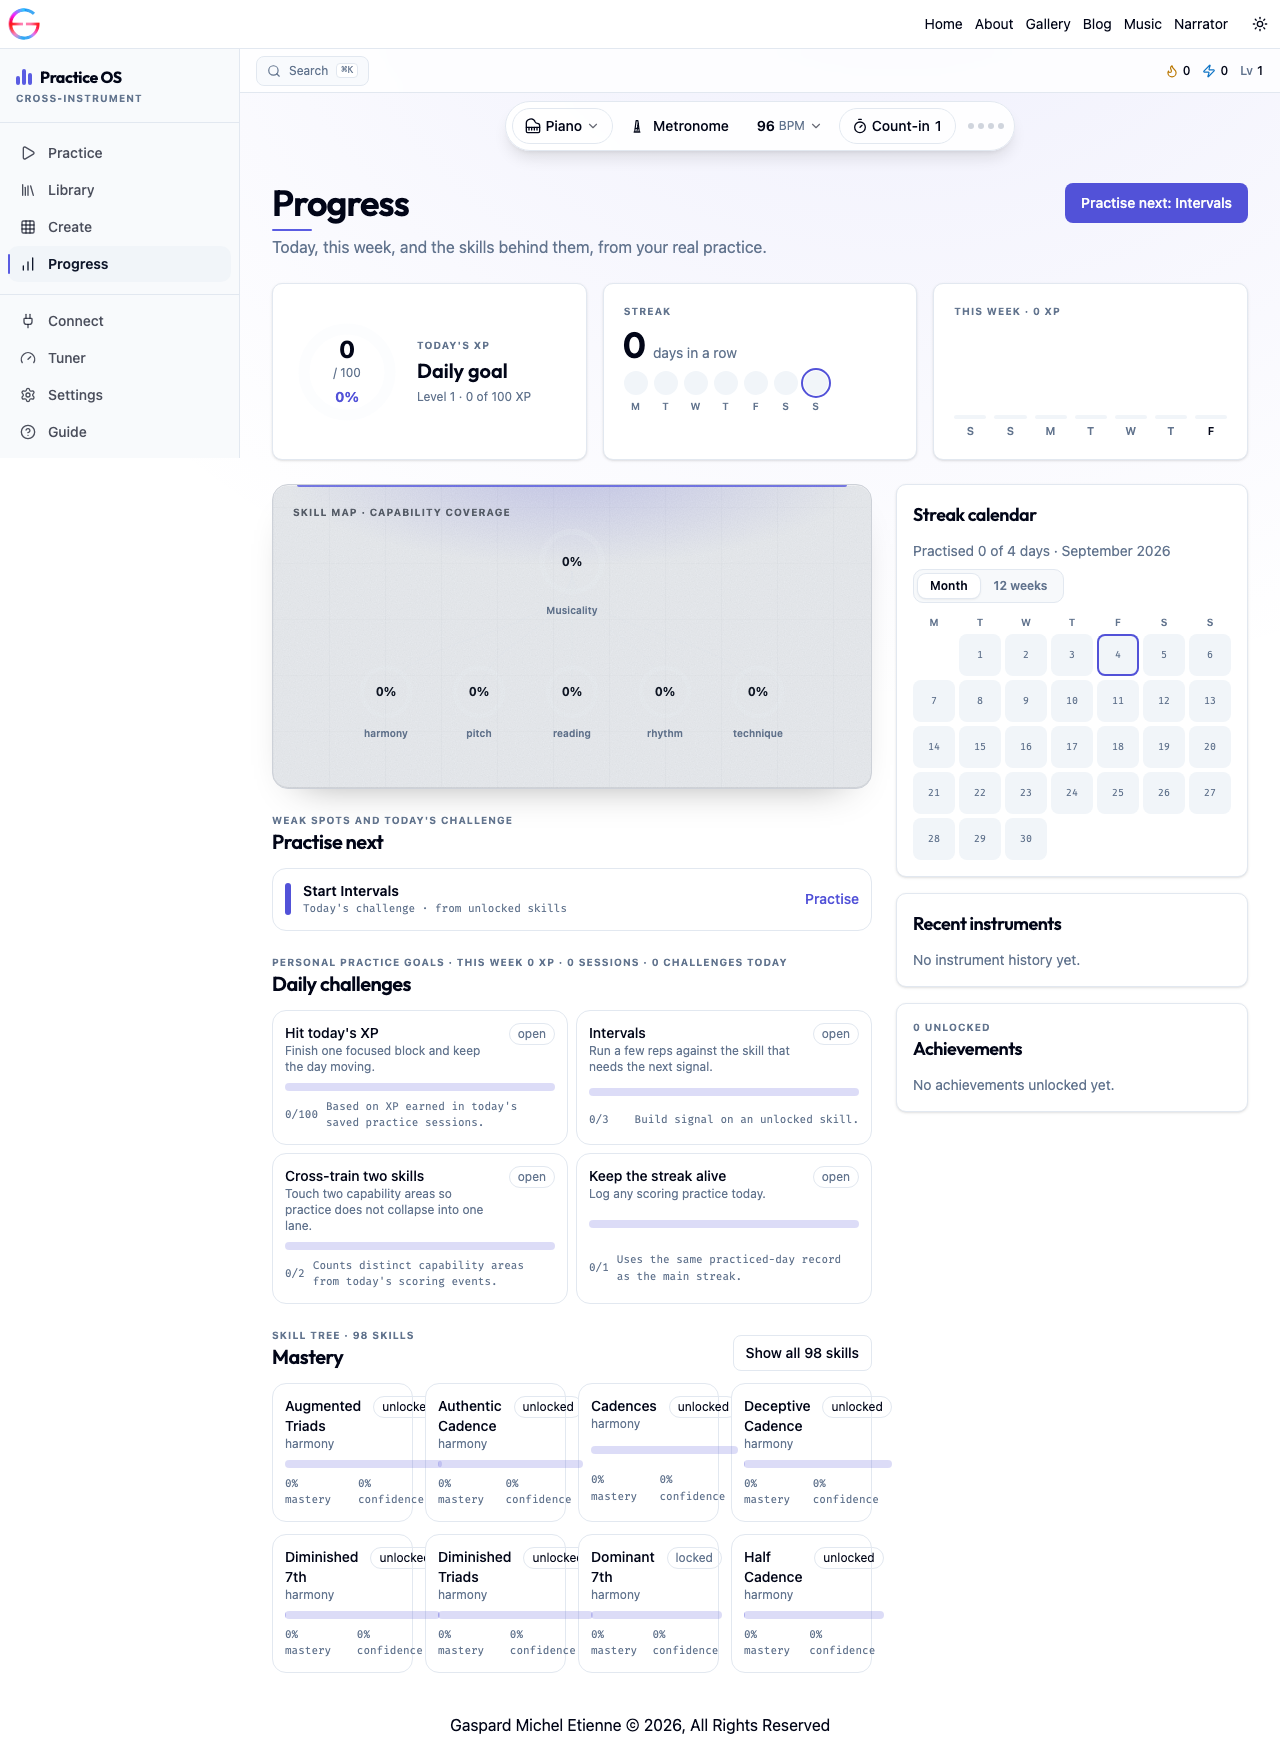 Home About Gallery Blog Music Narrator
Practice OS
CROSS-INSTRUMENT
Search ⌘K
0 0 Lv 1
Practice
Library
Create
Progress
Connect
Tuner
Settings
Guide
Piano Metronome 96 BPM Count-in 1
Progress
Practise next: Intervals
Today, this week, and the skills behind them, from your real practice.
0
/ 100
0%
TODAY'S XP
Daily goal
Level 1 · 0 of 100 XP
STREAK
0 days in a row
M T W T F S S
THIS WEEK · 0 XP
S S M T W T F
SKILL MAP · CAPABILITY COVERAGE
0%
Musicality
0% 0% 0% 0% 0%
harmony pitch reading rhythm technique
Streak calendar
Practised 0 of 4 days · September 2026
Month 12 weeks
M T W T F S S
1 2 3 4 5 6
7 8 9 10 11 12 13
14 15 16 17 18 19 20
21 22 23 24 25 26 27
28 29 30
Recent instruments
No instrument history yet.
0 UNLOCKED
Achievements
No achievements unlocked yet.
WEAK SPOTS AND TODAY'S CHALLENGE
Practise next
Start Intervals
Today's challenge · from unlocked skills
Practise
PERSONAL PRACTICE GOALS · THIS WEEK 0 XP · 0 SESSIONS · 0 CHALLENGES TODAY
Daily challenges
Hit today's XP open
Finish one focused block and keep
the day moving.
0/100 Based on XP earned in today's
saved practice sessions.
Intervals open
Run a few reps against the skill that
needs the next signal.
0/3 Build signal on an unlocked skill.
Cross-train two skills open
Touch two capability areas so
practice does not collapse into one
lane.
0/2 Counts distinct capability areas
from today's scoring events.
Keep the streak alive open
Log any scoring practice today.
0/1 Uses the same practiced-day record
as the main streak.
SKILL TREE · 98 SKILLS
Mastery
Show all 98 skills
Augmented
Triads
unlocke
harmony
0% 0%
mastery confidence
Authentic
Cadence
unlocked
harmony
0% 0%
mastery confidence
Cadences unlocked
harmony
0% 0%
mastery confidence
Deceptive
Cadence
unlocked
harmony
0% 0%
mastery confidence
Diminished
7th
unlocke
harmony
0% 0%
mastery confidence
Diminished
Triads
unlocked
harmony
0% 0%
mastery confidence
Dominant
7th
locked
harmony
0% 0%
mastery confidence
Half
Cadence
unlocked
harmony
0% 0%
mastery confidence
Gaspard Michel Etienne © 2026, All Rights Reserved